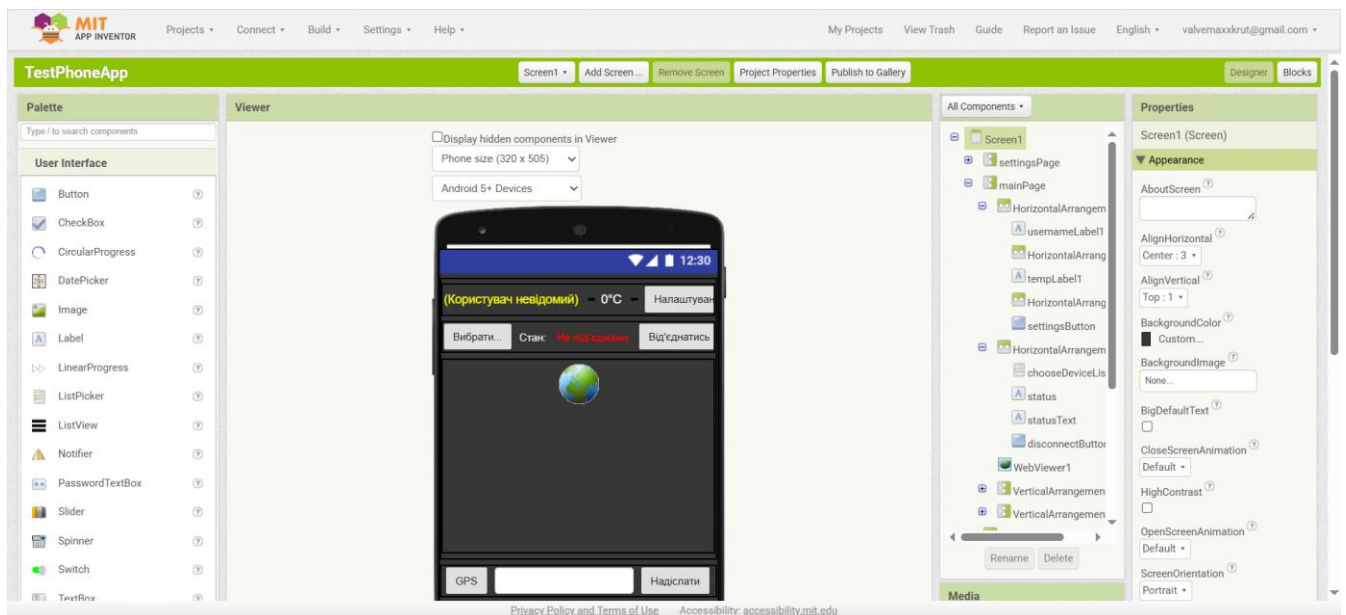 MIT
APP INVENTOR
Projects
Connect
Build
Settings
Help
My Projects
View Trash
Guide
Report an Issue
English
valvemaxxkrut@gmail.com
TestPhoneApp
Screen1
Add Screen ...
Remove Screen
Project Properties
Publish to Gallery
Designer
Blocks
Palette
Type / to search components
User Interface
Button
CheckBox
CircularProgress
DatePicker
Image
Label
LinearProgress
ListPicker
ListView
Notifier
PasswordTextBox
Slider
Spinner
Switch
TextBox
Viewer
Display hidden components in Viewer
Phone size (320 x 505)
Android 5+ Devices
12:30
(Користувач невідомий) - 0°C - Налаштуван
Вибрати... Стан: Не під'єднано Від'єднатись
GPS
Надіслати
All Components
Screen1
settingsPage
mainPage
HorizontalArrangem
usernameLabel1
HorizontalArrang
tempLabel1
HorizontalArrang
settingsButton
HorizontalArrangem
chooseDeviceLis
status
statusText
disconnectButtor
WebViewer1
VerticalArrangemen
VerticalArrangemen
Rename
Delete
Media
Properties
Screen1 (Screen)
Appearance
AboutScreen
AlignHorizontal
Center : 3
AlignVertical
Top : 1
BackgroundColor
Custom...
BackgroundImage
None...
BigDefaultText
CloseScreenAnimation
Default
HighContrast
OpenScreenAnimation
Default
ScreenOrientation
Portrait
Privacy Policy and Terms of Use
Accessibility: accessibility.mit.edu